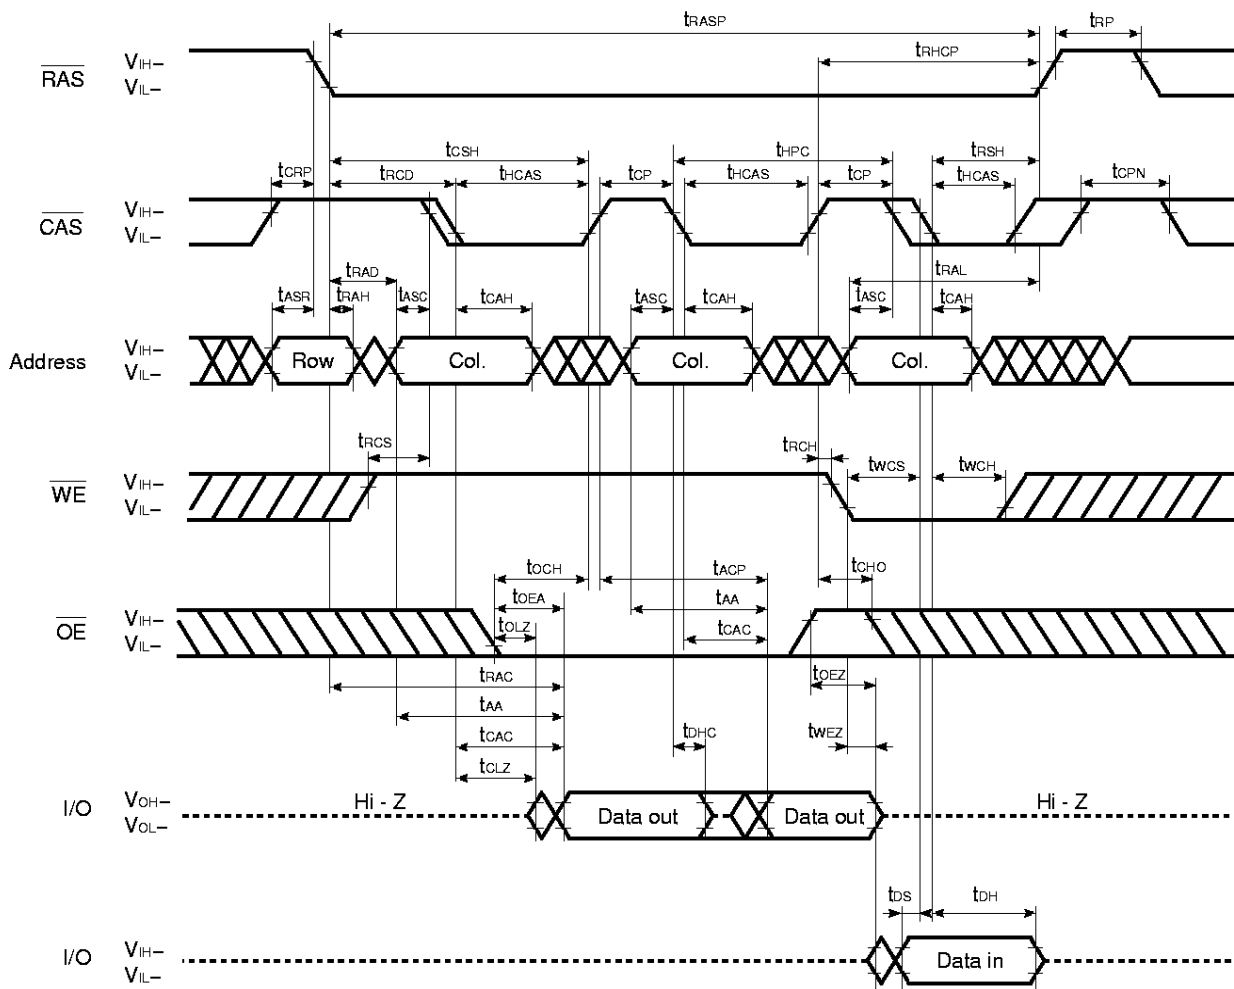 tRASP
tRP
tRHCP
RAS
VIH–
VIL–
tCSH
tHPC
tRSH
tCRP
tRCD
tHCAS
tCP
tHCAS
tCP
tHCAS
tCPN
CAS
VIH–
VIL–
tRAD
tRAL
tASR
tRAH
tASC
tCAH
tASC
tCAH
tASC
tCAH
Address
VIH–
VIL–
Row
Col.
Col.
Col.
tRCS
tRCH
tWCS
tWCH
WE
VIH–
VIL–
tOCH
tACP
tCHO
tOEA
tAA
tOLZ
tCAC
OE
VIH–
VIL–
tRAC
tOEZ
tAA
tCAC
tDHC
tWEZ
tCLZ
I/O
VOH–
VOL–
Hi - Z
Data out
Data out
Hi - Z
tDS
tDH
I/O
VIH–
VIL–
Data in